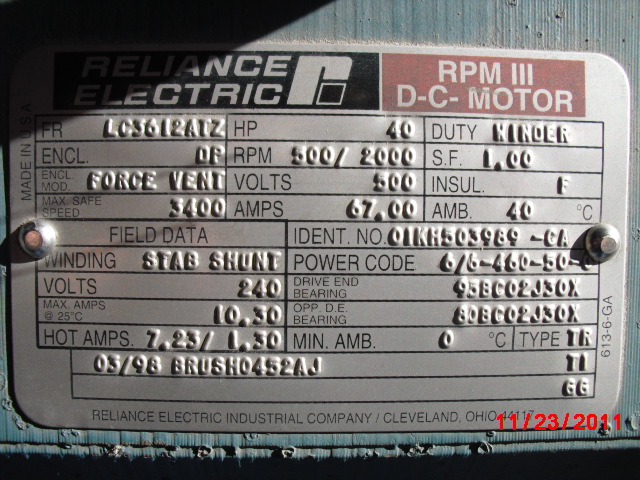 RELIANCE ELECTRIC
RPM III
D-C- MOTOR
MADE IN U.S.A.
FR LC3612ATZ HP 40 DUTY WINDER
ENCL. DP RPM 500/ 2000 S.F. 1.00
ENCL. MOD. FORCE VENT VOLTS 500 INSUL. F
MAX. SAFE SPEED 3400 AMPS 67.00 AMB. 40 °C
FIELD DATA IDENT. NO. 01KH503989 -GA
WINDING STAB SHUNT POWER CODE 6/6-460-50-
VOLTS 240 DRIVE END BEARING 95BC02J30X
MAX. AMPS @ 25°C 10.30 OPP. D.E. BEARING 80BC02J30X
HOT AMPS. 7.23/ 1.30 MIN. AMB. 0 °C TYPE TR
03/98 BRUSH0452AJ TI
GG
613-6-GA
RELIANCE ELECTRIC INDUSTRIAL COMPANY / CLEVELAND, OHIO 44117
11/23/2011